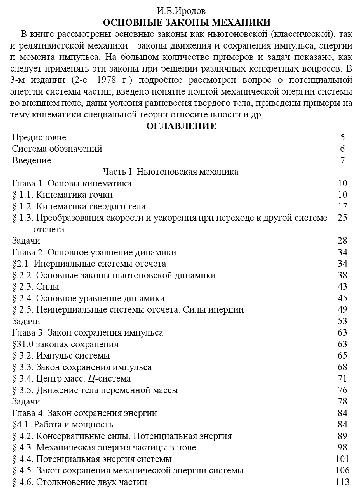 И.Е.Иродов
ОСНОВНЫЕ ЗАКОНЫ МЕХАНИКИ
В книге рассмотрены основные законы как ньютоновской (классической), так
и релятивистской механики – законы движения и сохранения импульса, энергии
и момента импульса. На большом количестве примеров и задач показано, как
следует применять эти законы при решении различных конкретных вопросов. В
3-м издании (2-е – 1978 г.) подробнее рассмотрен вопрос о потенциальной
энергии системы частиц, введено понятие полной механической энергии системы
во внешнем поле, даны условия равновесия твердого тела, приведены примеры на
тему кинематики специальной теории относительности и др.
ОГЛАВЛЕНИЕ
Предисловие 5
Система обозначений 6
Введение 7
Часть 1. Ньютоновская механика
Глава 1. Основы кинематики 10
§ 1.1. Кинематика точки 10
§ 1.2. Кинематика твердого тела 17
§ 1.3. Преобразования скорости и ускорения при переходе к другой системе 25
отсчета
Задачи 28
Глава 2. Основное уравнение динамики 34
§2.1. Инерциальные системы отсчета 34
§ 2.2. Основные законы ньютоновской динамики 38
§ 2.3. Силы 43
§ 2.4. Основное уравнение динамики 45
§ 2.5. Неинерциальные системы отсчета. Силы инерции 49
Задачи 53
Глава 3. Закон сохранения импульса 63
§31.0 законах сохранения 63
§ 3.2. Импульс системы 65
§ 3.3. Закон сохранения импульса 68
§ 3.4. Центр масс. Ц-система 71
§ 3.5. Движение тела переменной массы 76
Задачи 78
Глава 4. Закон сохранения энергии 84
§4.1. Работа и мощность 84
§ 4.2. Консервативные силы. Потенциальная энергия 89
§ 4.3. Механическая энергия частицы в поле 98
§ 4.4. Потенциальная энергия системы 101
§ 4.5. Закон сохранения механической энергии системы 106
§ 4.6. Столкновение двух частиц 113